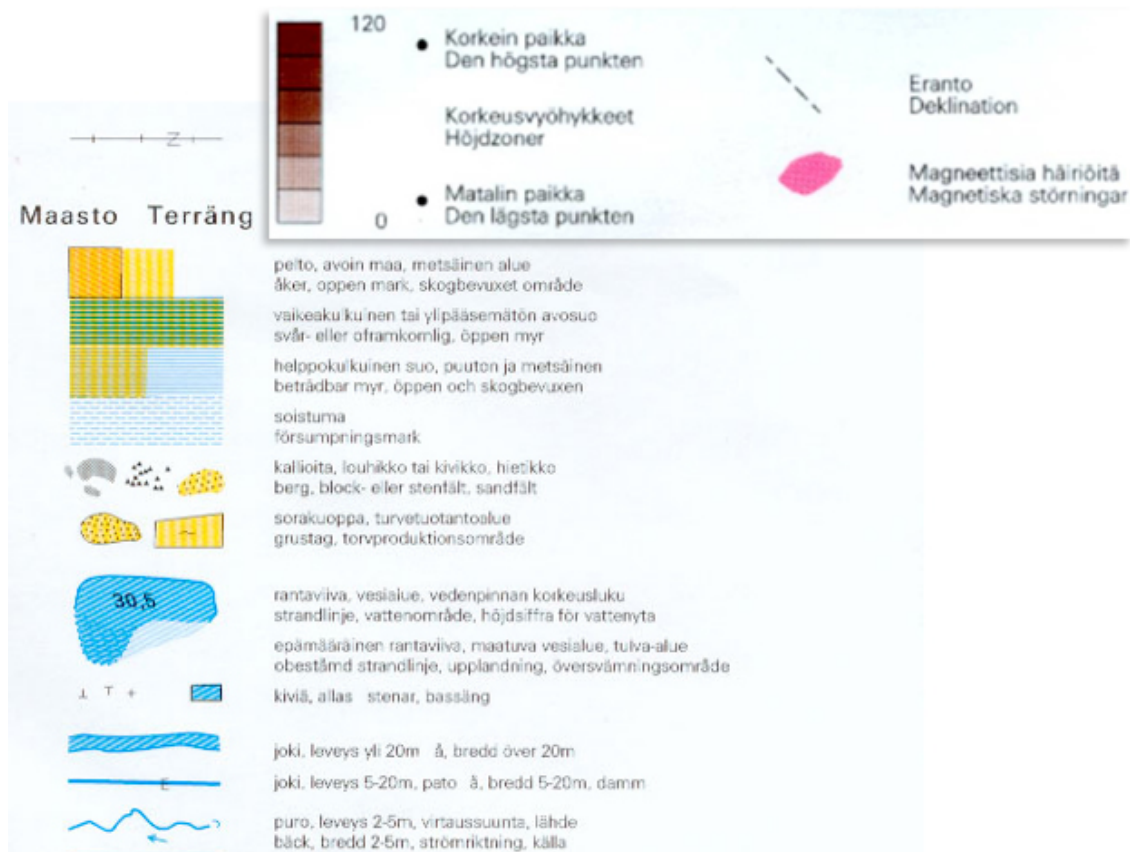 120
Korkein paikka
Den högsta punkten
Korkeusvyöhykkeet
Höjdzoner
Matalin paikka
Den lägsta punkten
0
Eranto
Deklination
Magneettisia häiriöitä
Magnetiska störningar
Z
Maasto Terräng
pelto, avoin maa, metsäinen alue
åker, öppen mark, skogbevuxet område
vaikeakulkuinen tai ylipääsemätön avosuo
svår- eller oframkomlig, öppen myr
helppokulkuinen suo, puuton ja metsäinen
beträdbar myr, öppen och skogbevuxen
soistuma
försumpningsmark
kallioita, louhikko tai kivikko, hietikko
berg, block- eller stenfält, sandfält
sorakuoppa, turvetuotantoalue
grustag, torvproduktionsområde
30,5
rantaviiva, vesialue, vedenpinnan korkeusluku
strandlinje, vattenområde, höjdsiffra för vattenyta
epämääräinen rantaviiva, maatuva vesialue, tulva-alue
obestämd strandlinje, upplandning, översvämningsområde
kiviä, allas stenar, bassäng
joki, leveys yli 20m å, bredd över 20m
E
joki, leveys 5-20m, pato å, bredd 5-20m, damm
puro, leveys 2-5m, virtaussuunta, lähde
bäck, bredd 2-5m, strömriktning, källa